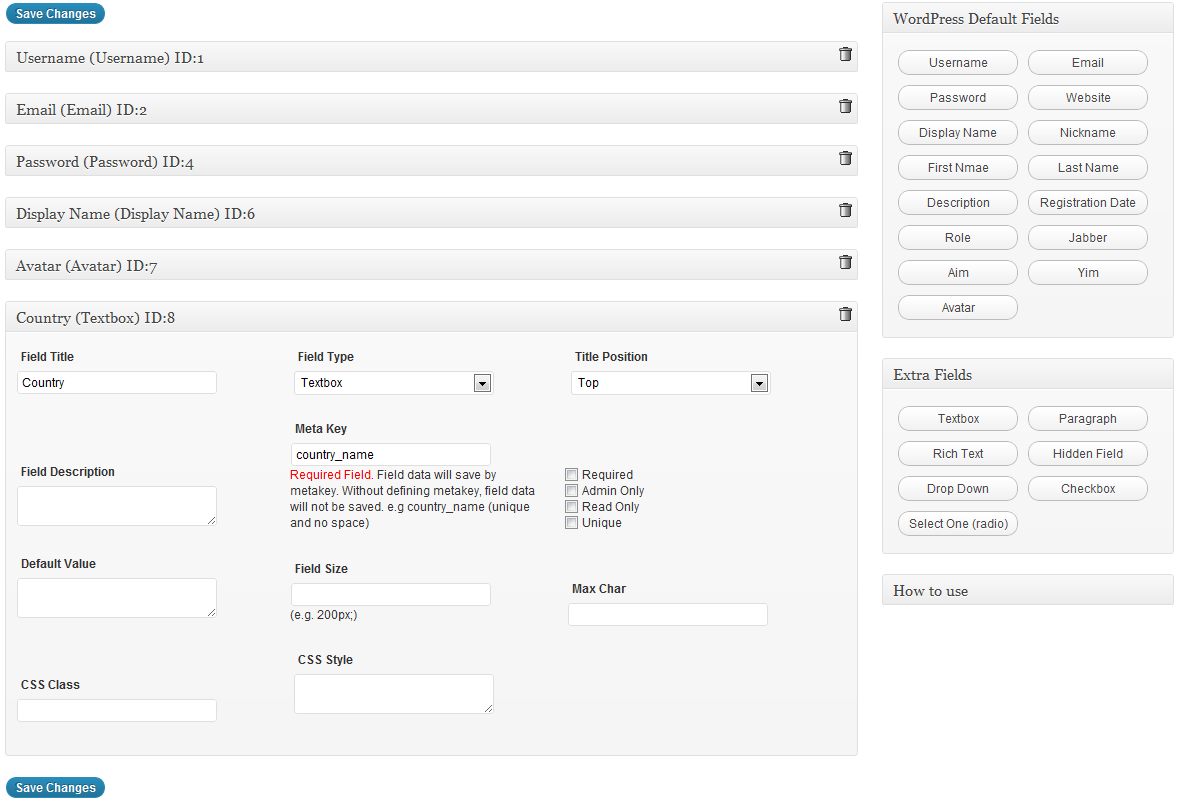 Save Changes
Username (Username) ID:1
Email (Email) ID:2
Password (Password) ID:4
Display Name (Display Name) ID:6
Avatar (Avatar) ID:7
Country (Textbox) ID:8
Field Title
Country
Field Type
Textbox
Title Position
Top
Meta Key
country_name
Required Field. Field data will save by
metakey. Without defining metakey, field data
will not be saved. e.g country_name (unique
and no space)
Field Description
Required
Admin Only
Read Only
Unique
Default Value
Field Size
(e.g. 200px;)
Max Char
CSS Style
CSS Class
Save Changes
WordPress Default Fields
Username Email
Password Website
Display Name Nickname
First Nmae Last Name
Description Registration Date
Role Jabber
Aim Yim
Avatar
Extra Fields
Textbox Paragraph
Rich Text Hidden Field
Drop Down Checkbox
Select One (radio)
How to use